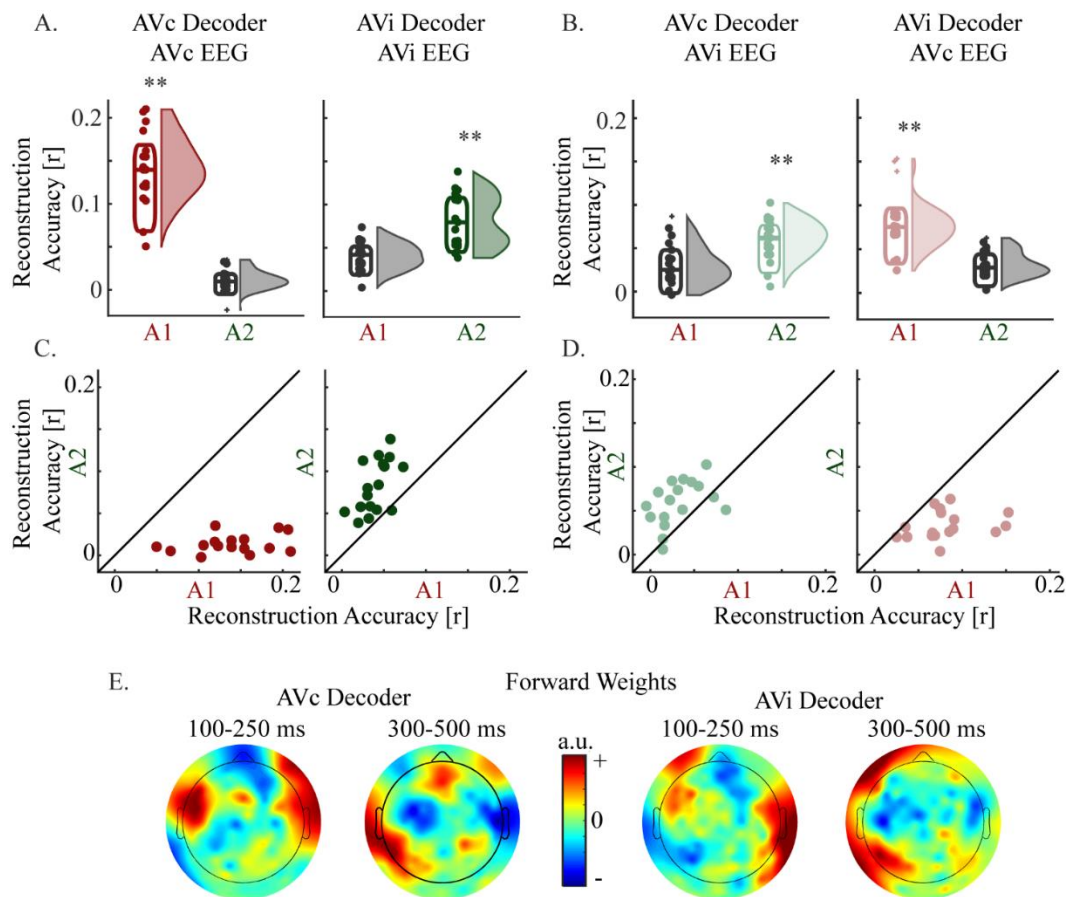 A.
AVc Decoder
AVc EEG
AVi Decoder
AVi EEG
B.
AVc Decoder
AVi EEG
AVi Decoder
AVc EEG
Reconstruction
Accuracy [r]
0.2
0.1
0
**
**
A1
A2
A1
A2
Reconstruction
Accuracy [r]
0.2
0.1
0
**
**
A1
A2
A1
A2
C.
Reconstruction
Accuracy [r]
A2
0.2
0
A2
0
A1
0.2
0
A1
0.2
Reconstruction Accuracy [r]
D.
Reconstruction
Accuracy [r]
A2
0.2
0
A2
0
A1
0.2
0
A1
0.2
Reconstruction Accuracy [r]
E.
Forward Weights
AVc Decoder
AVi Decoder
100-250 ms
300-500 ms
a.u.
+
0
-
100-250 ms
300-500 ms